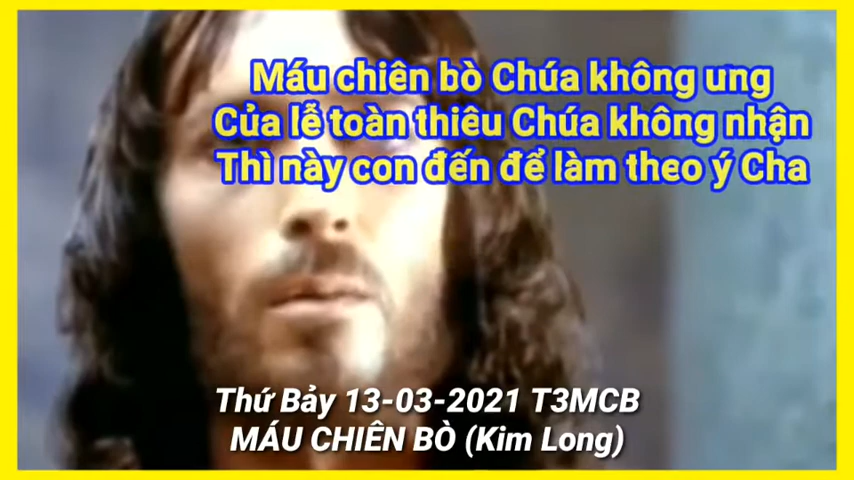 Máu chiên bò Chúa không ưng
Của lễ toàn thiêu Chúa không nhận
Thì này con đến để làm theo ý Cha
Thứ Bảy 13-03-2021 T3MCB
MÁU CHIÊN BÒ (Kim Long)